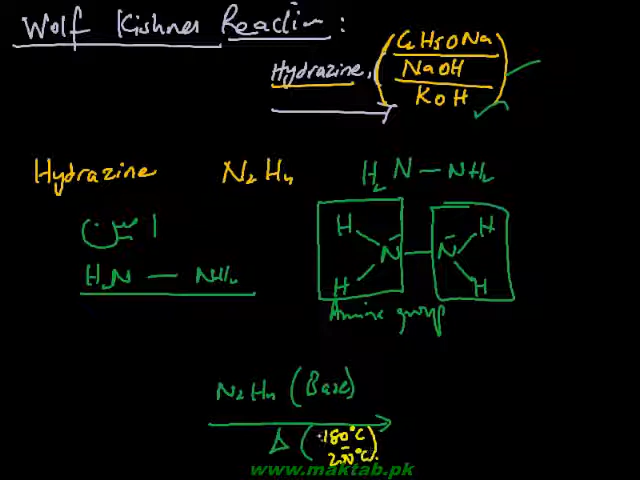 Wolf Kishner Reaction :
Hydrazine, (C2H5ONa
NaOH
KOH)
Hydrazine N2H4 H2N — NH2
H H
N — N
H H
H2N — NH2
Amine group
N2H4 (Base)
Δ (180°C
www.maktab.pk